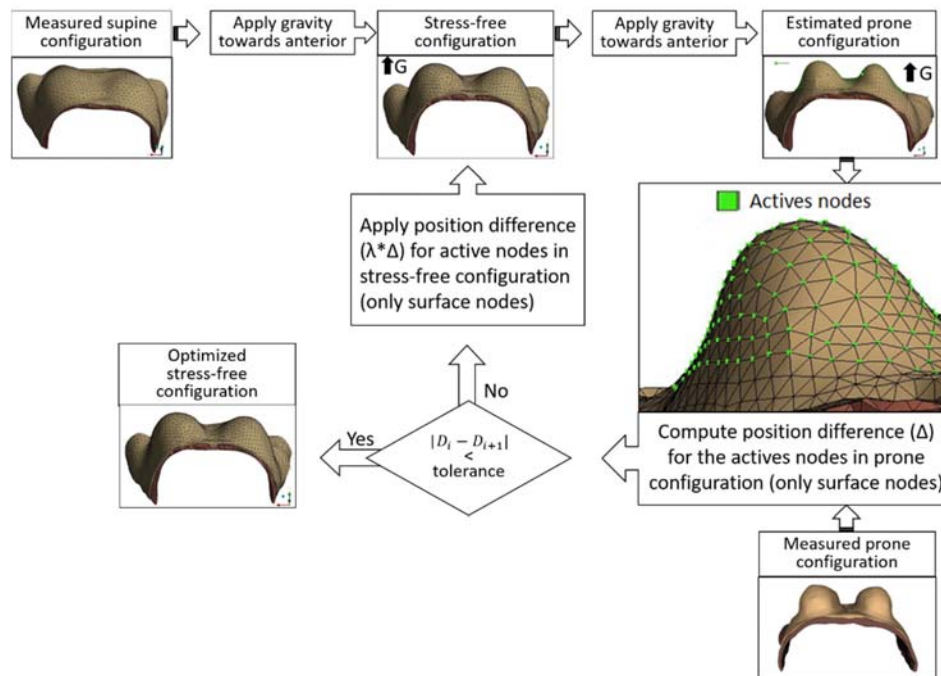 Measured supine
configuration
Apply gravity
towards anterior
Stress-free
configuration
G
Apply gravity
towards anterior
Estimated prone
configuration
G
Actives nodes
Apply position difference
(λ*Δ) for active nodes in
stress-free configuration
(only surface nodes)
Optimized
stress-free
configuration
No
Yes
|D_i − D_{i+1}|
<
tolerance
Compute position difference (Δ)
for the actives nodes in prone
configuration (only surface nodes)
Measured prone
configuration